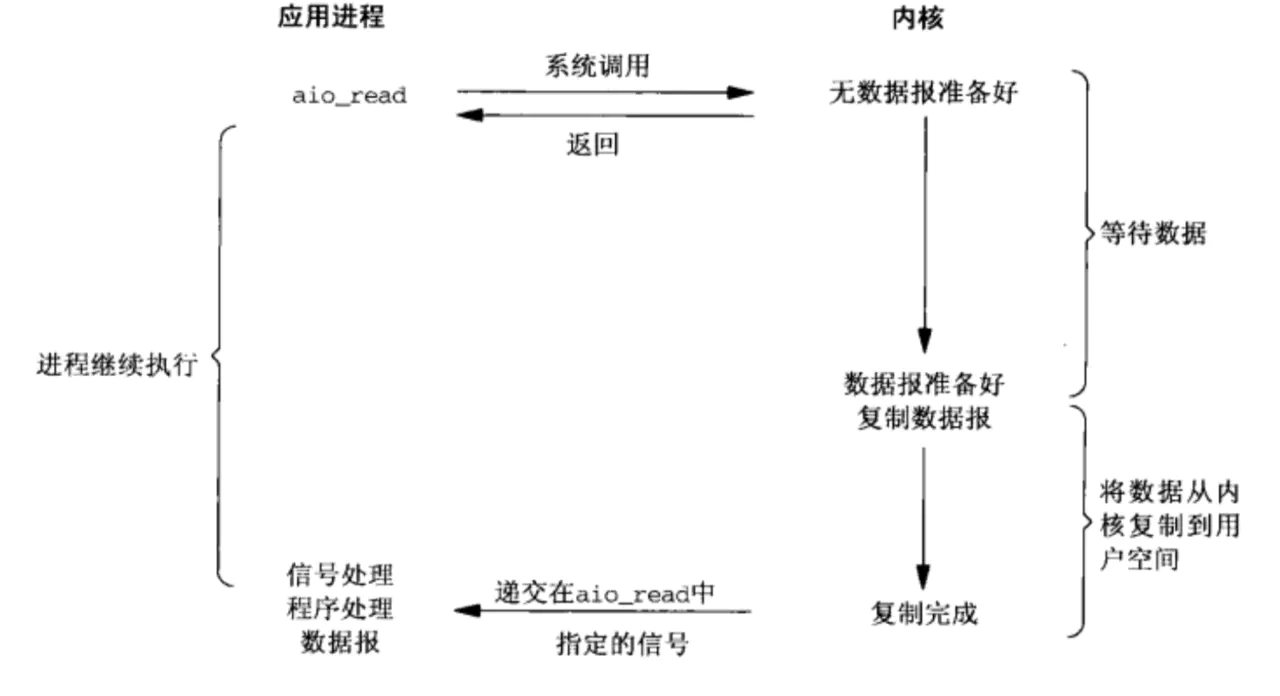 应用进程
内核
系统调用
aio_read
无数据报准备好
返回
等待数据
进程继续执行
数据报准备好
复制数据报
将数据从内
核复制到用
户空间
信号处理
程序处理
数据报
递交在aio_read中
指定的信号
复制完成